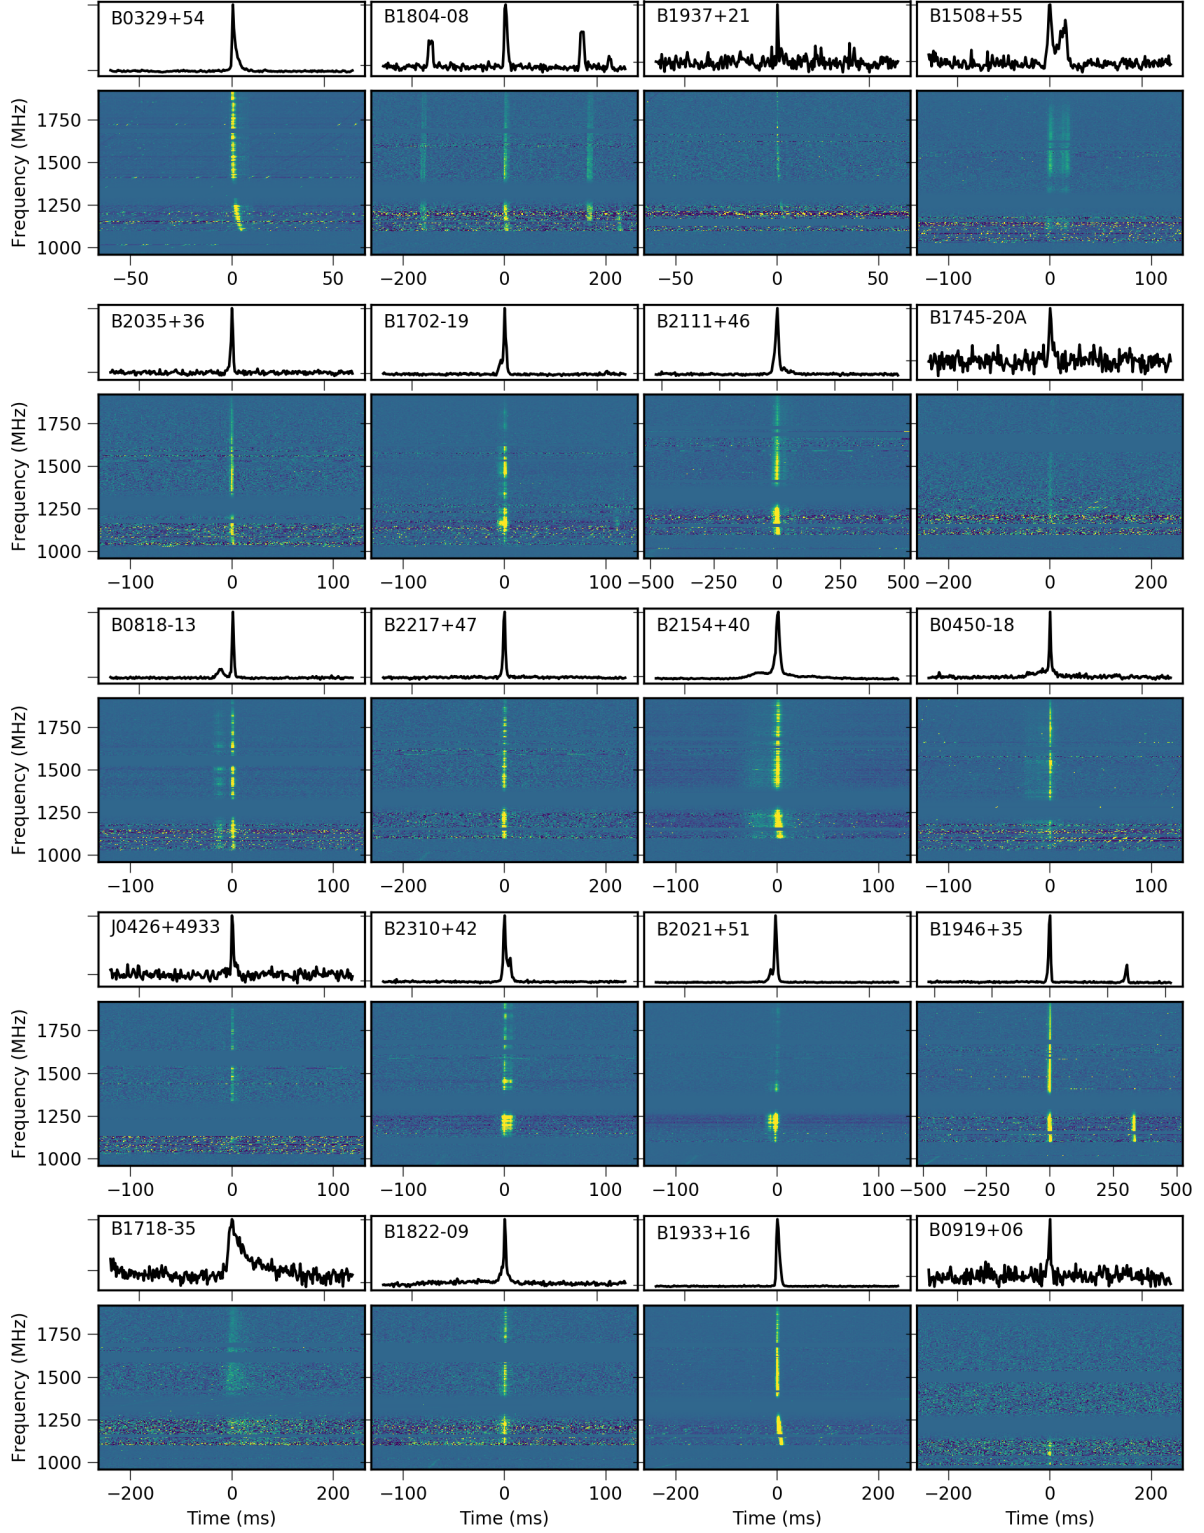 B0329+54 B1804-08 B1937+21 B1508+55
Frequency (MHz)
1750
1500
1250
1000
−50 0 50 −200 0 200 −50 0 50 −100 0 100
B2035+36 B1702-19 B2111+46 B1745-20A
Frequency (MHz)
1750
1500
1250
1000
−100 0 100 −100 0 100 −500 −250 0 250 500 −200 0 200
B0818-13 B2217+47 B2154+40 B0450-18
Frequency (MHz)
1750
1500
1250
1000
−100 0 100 −200 0 200 −100 0 100 −100 0 100
J0426+4933 B2310+42 B2021+51 B1946+35
Frequency (MHz)
1750
1500
1250
1000
−100 0 100 −100 0 100 −100 0 100 −500 −250 0 250 500
B1718-35 B1822-09 B1933+16 B0919+06
Frequency (MHz)
1750
1500
1250
1000
−200 0 200 −100 0 100 −100 0 100 −200 0 200
Time (ms) Time (ms) Time (ms) Time (ms)